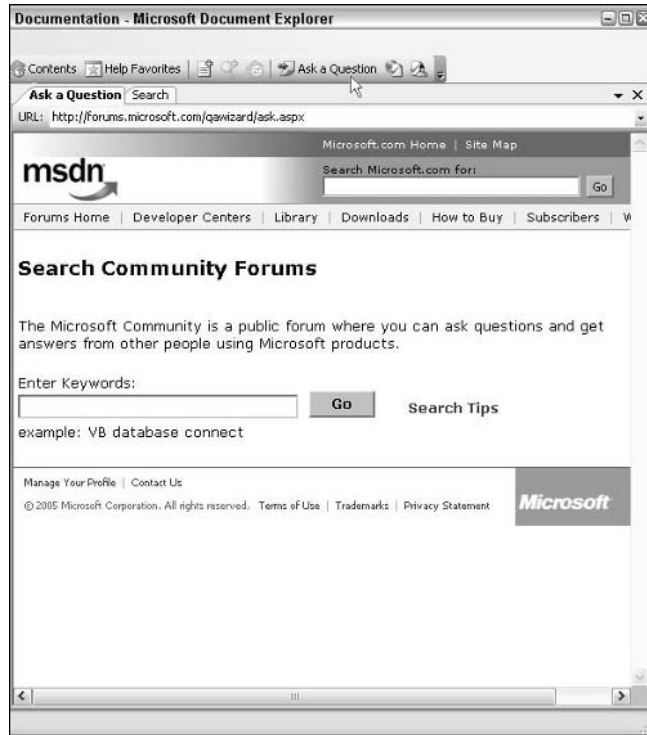 Documentation - Microsoft Document Explorer
Contents Help Favorites Ask a Question
Ask a Question Search
URL: http://forums.microsoft.com/qawizard/ask.aspx
Microsoft.com Home | Site Map
msdn
Search Microsoft.com for:
Go
Forums Home | Developer Centers | Library | Downloads | How to Buy | Subscribers | W
Search Community Forums
The Microsoft Community is a public forum where you can ask questions and get
answers from other people using Microsoft products.
Enter Keywords:
Go Search Tips
example: VB database connect
Manage Your Profile | Contact Us
© 2005 Microsoft Corporation. All rights reserved. Terms of Use | Trademarks | Privacy Statement
Microsoft